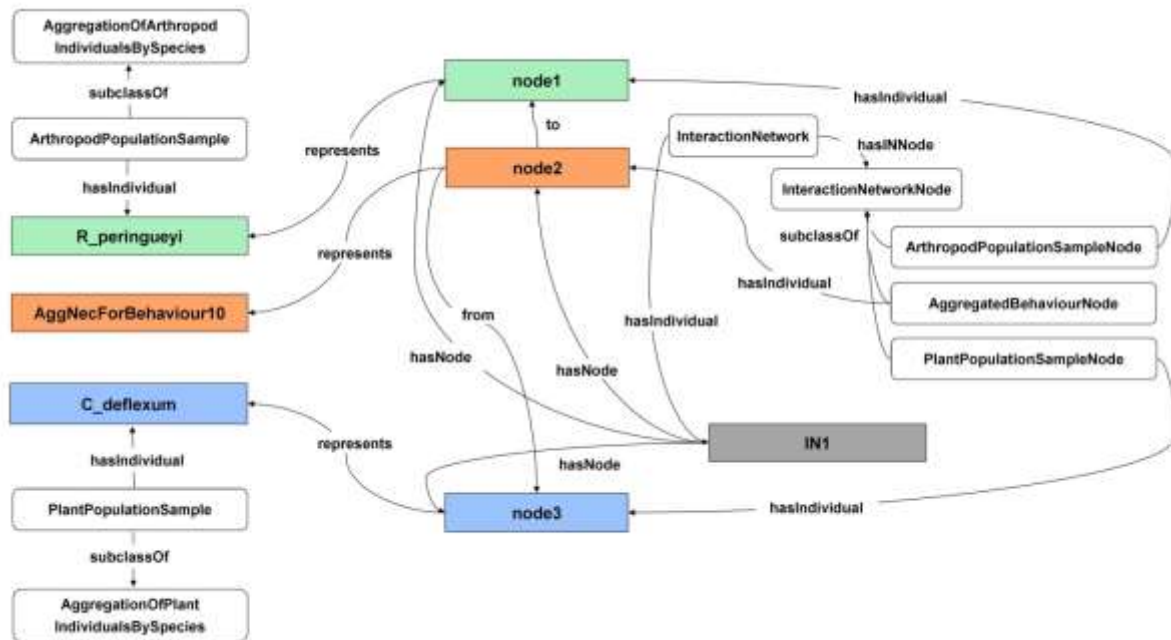 AggregationOfArthropod
IndividualsBySpecies
subclassOf
ArthropodPopulationSample
hasIndividual
R_peringueyi
AggNecForBehaviour10
C_deflexum
hasIndividual
PlantPopulationSample
subclassOf
AggregationOfPlant
IndividualsBySpecies
represents
represents
represents
node1
to
node2
from
hasNode
hasNode
hasNode
node3
IN1
hasIndividual
InteractionNetwork
hasINNode
InteractionNetworkNode
subclassOf
hasIndividual
ArthropodPopulationSampleNode
hasIndividual
AggregatedBehaviourNode
PlantPopulationSampleNode
hasIndividual